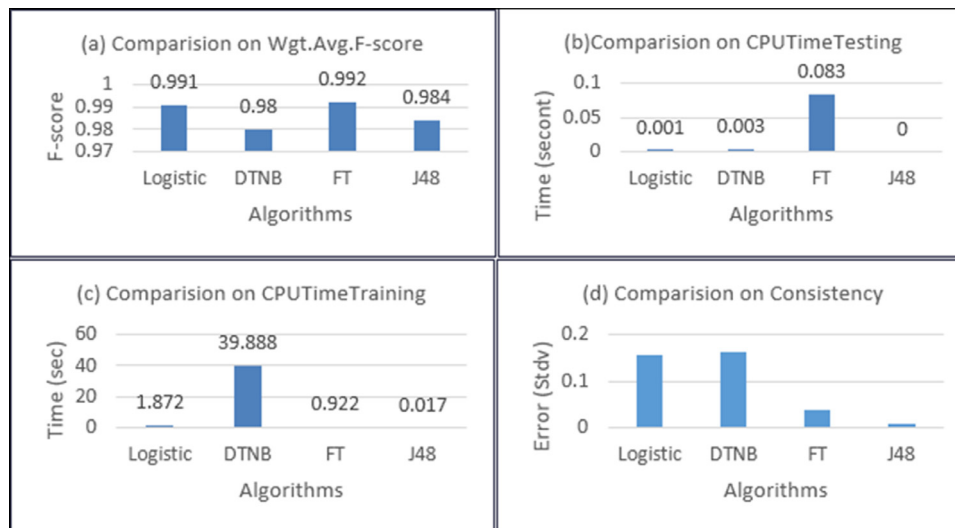 (a) Comparision on Wgt.Avg.F-score
0.991
0.98
0.992
0.984
1
0.99
0.98
0.97
F-score
Logistic DTNB FT J48
Algorithms
(b)Comparision on CPUTimeTesting
0.001
0.003
0.083
0
0.1
0.05
0
Time (secont)
Logistic DTNB FT J48
Algorithms
(c) Comparision on CPUTimeTraining
1.872
39.888
0.922
0.017
60
40
20
0
Time (sec)
Logistic DTNB FT J48
Algorithms
(d) Comparision on Consistency
0.2
0.1
0
Error (Stdv)
Logistic DTNB FT J48
Algorithms